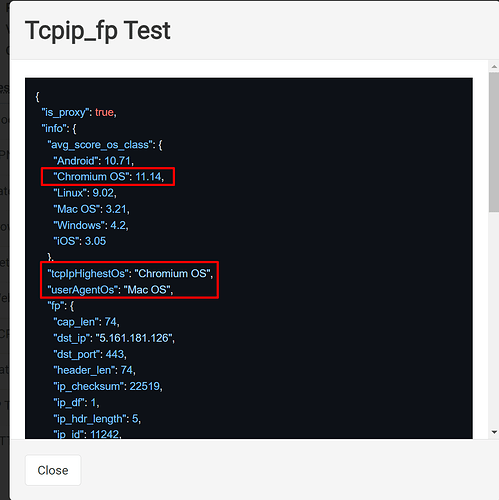 Tcpip_fp Test
{
"is_proxy": true,
"info": {
"avg_score_os_class": {
"Android": 10.71,
"Chromium OS": 11.14,
"Linux": 9.02,
"Mac OS": 3.21,
"Windows": 4.2,
"iOS": 3.05
},
"tcpIpHighestOs": "Chromium OS",
"userAgentOs": "Mac OS",
"fp": {
"cap_len": 74,
"dst_ip": "5.161.181.126",
"dst_port": 443,
"header_len": 74,
"ip_checksum": 22519,
"ip_df": 1,
"ip_hdr_length": 5,
"ip_id": 11242,
Close